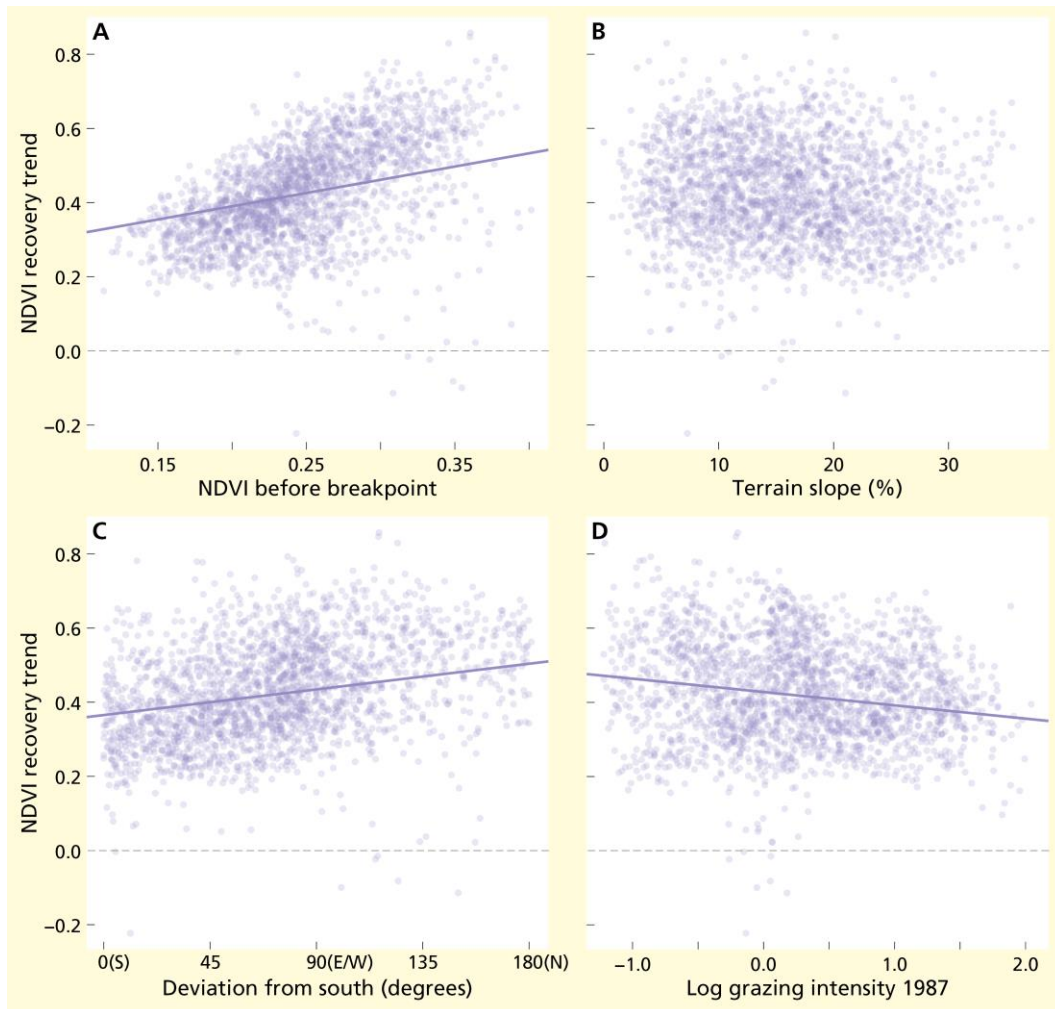 A
B
NDVI recovery trend
0.8
0.6
0.4
0.2
0.0
−0.2
0.15
0.25
0.35
NDVI before breakpoint
0
10
20
30
Terrain slope (%)
C
D
NDVI recovery trend
0.8
0.6
0.4
0.2
0.0
−0.2
0(S)
45
90(E/W)
135
180(N)
Deviation from south (degrees)
−1.0
0.0
1.0
2.0
Log grazing intensity 1987